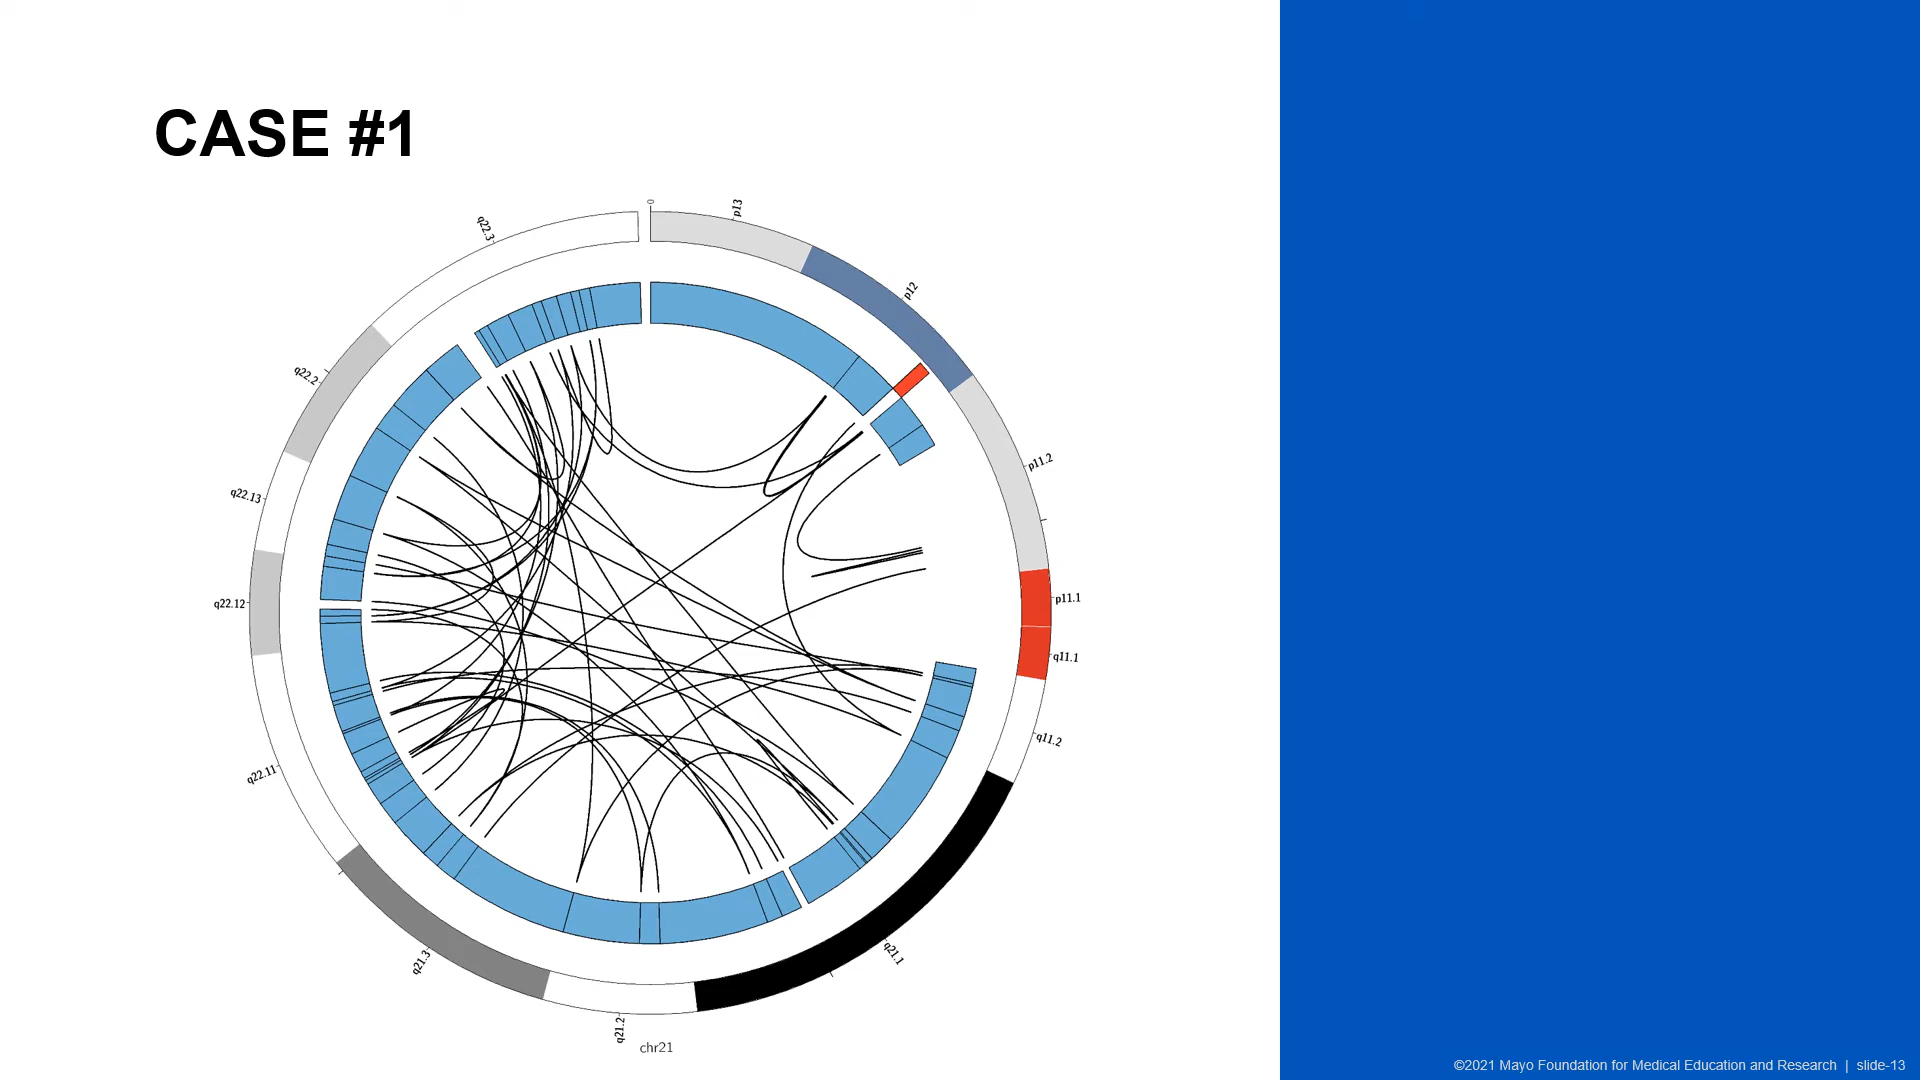 CASE #1
0
p13
p12
p11.2
p11.1
q11.1
q11.2
q21.1
q21.2
q21.3
q22.11
q22.12
q22.13
q22.2
q22.3
chr21
©2021 Mayo Foundation for Medical Education and Research | slide-13